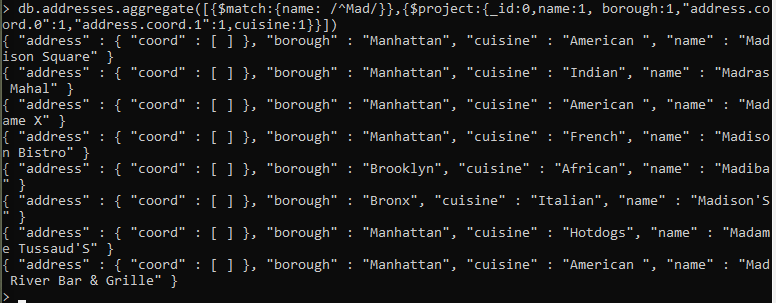 > db.addresses.aggregate([{$match:{name: /^Mad/}},{$project:{_id:0,name:1, borough:1,"address.co
ord.0":1,"address.coord.1":1,cuisine:1}}])
{ "address" : { "coord" : [ ] }, "borough" : "Manhattan", "cuisine" : "American ", "name" : "Mad
ison Square" }
{ "address" : { "coord" : [ ] }, "borough" : "Manhattan", "cuisine" : "Indian", "name" : "Madras
 Mahal" }
{ "address" : { "coord" : [ ] }, "borough" : "Manhattan", "cuisine" : "American ", "name" : "Mad
ame X" }
{ "address" : { "coord" : [ ] }, "borough" : "Manhattan", "cuisine" : "French", "name" : "Madiso
n Bistro" }
{ "address" : { "coord" : [ ] }, "borough" : "Brooklyn", "cuisine" : "African", "name" : "Madiba
" }
{ "address" : { "coord" : [ ] }, "borough" : "Bronx", "cuisine" : "Italian", "name" : "Madison'S
" }
{ "address" : { "coord" : [ ] }, "borough" : "Manhattan", "cuisine" : "Hotdogs", "name" : "Madam
e Tussaud'S" }
{ "address" : { "coord" : [ ] }, "borough" : "Manhattan", "cuisine" : "American ", "name" : "Mad
 River Bar & Grille" }
>